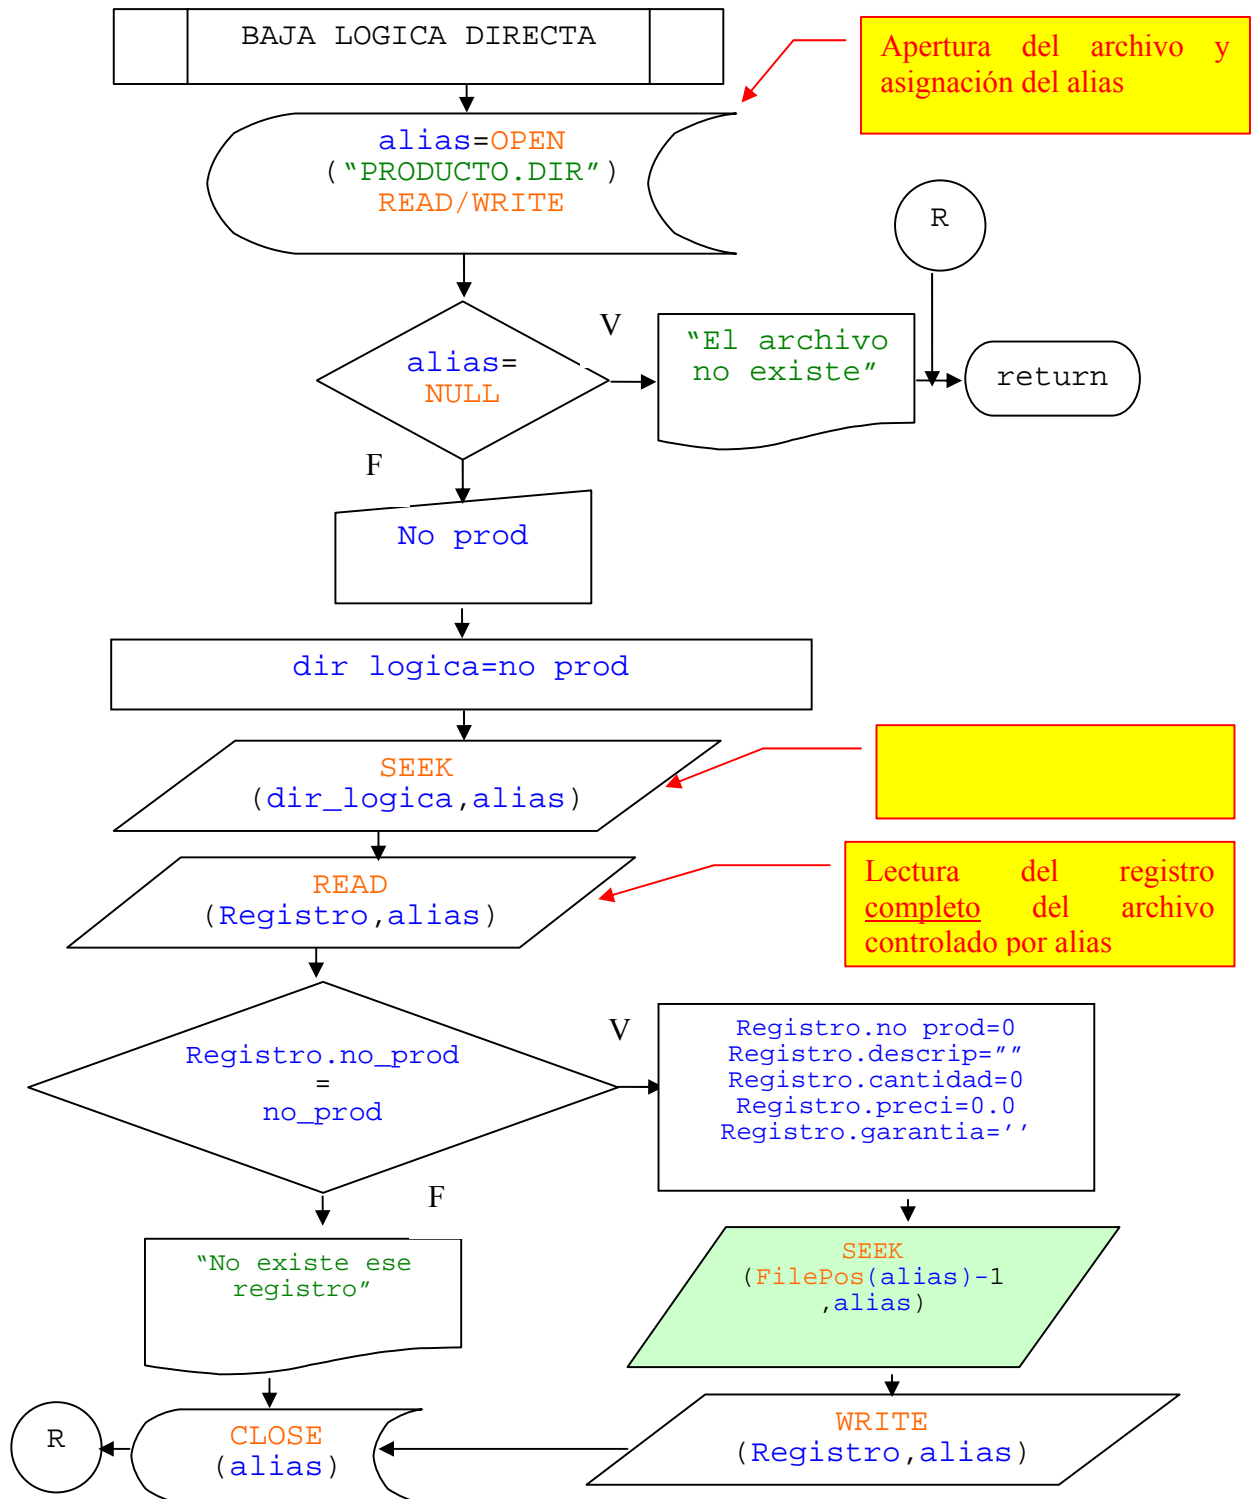 BAJA LOGICA DIRECTA
Apertura del archivo y
asignación del alias
alias=OPEN
("PRODUCTO.DIR")
READ/WRITE
R
alias=
NULL
V
"El archivo
no existe"
return
F
No prod
dir logica=no prod
SEEK
(dir_logica,alias)
READ
(Registro,alias)
Lectura del registro
completo del archivo
controlado por alias
Registro.no_prod
=
no_prod
V
Registro.no prod=0
Registro.descrip=""
Registro.cantidad=0
Registro.preci=0.0
Registro.garantia=''
F
"No existe ese
registro"
SEEK
(FilePos(alias)-1
,alias)
R
CLOSE
(alias)
WRITE
(Registro,alias)